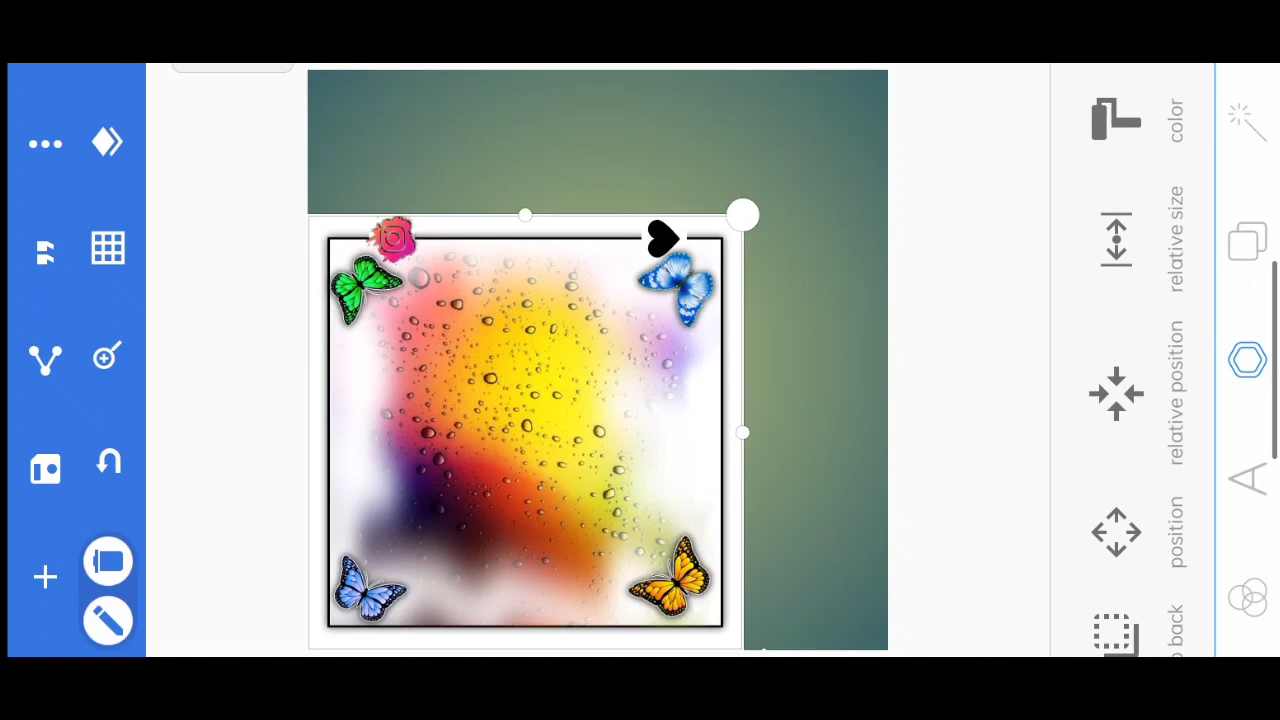 color
relative size
relative position
position
back